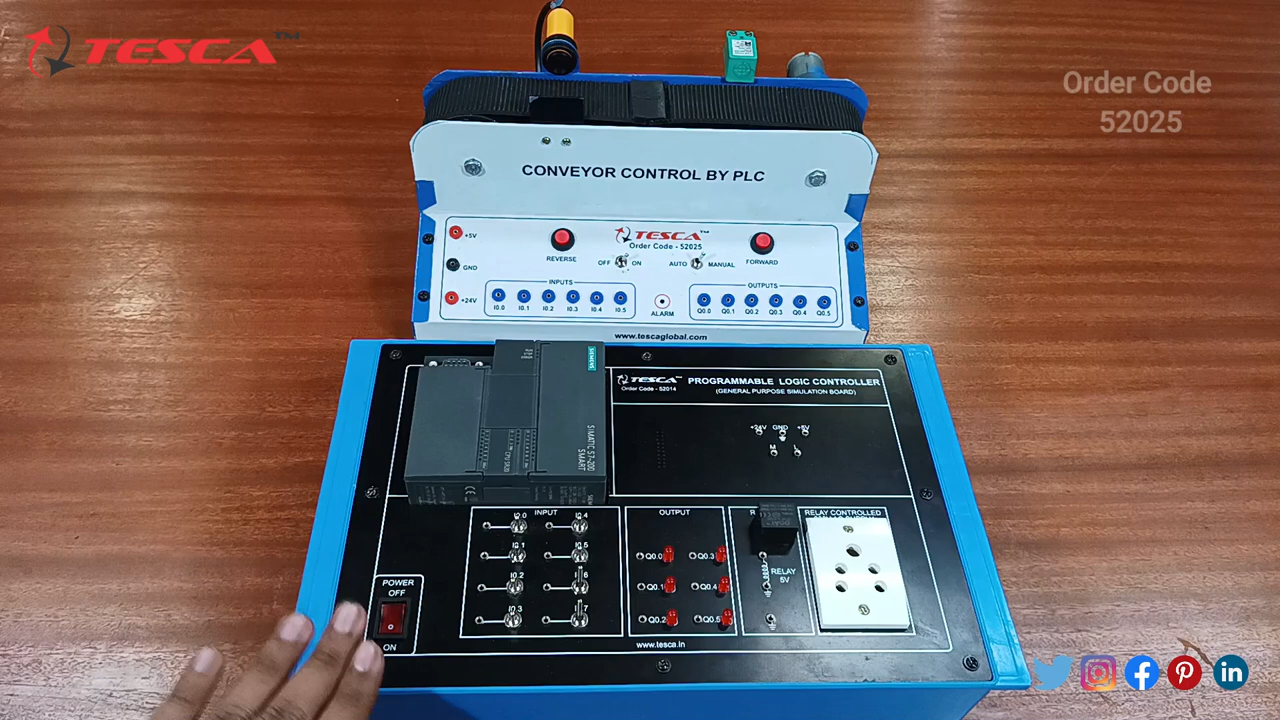 TESCA™
Order Code
52025
CONVEYOR CONTROL BY PLC
+5V
GND
+24V
REVERSE
TESCA™
Order Code - 52025
OFF ON
AUTO MANUAL
FORWARD
INPUTS
I0.0 I0.1 I0.2 I0.3 I0.4 I0.5
ALARM
OUTPUTS
Q0.0 Q0.1 Q0.2 Q0.3 Q0.4 Q0.5
www.tescaglobal.com
SIEMENS
SIMATIC S7-200
SMART
TESCA™
Order Code - 52014
PROGRAMMABLE LOGIC CONTROLLER
(GENERAL PURPOSE SIMULATION BOARD)
+24V GND +5V
INPUT
I0.0 I0.4
I0.1 I0.5
I0.2
I0.3
OUTPUT
Q0.0 Q0.3
Q0.1 Q0.4
Q0.2 Q0.5
RELAY
5V
RELAY CONTROLLED
POWER
OFF
ON
www.tesca.in